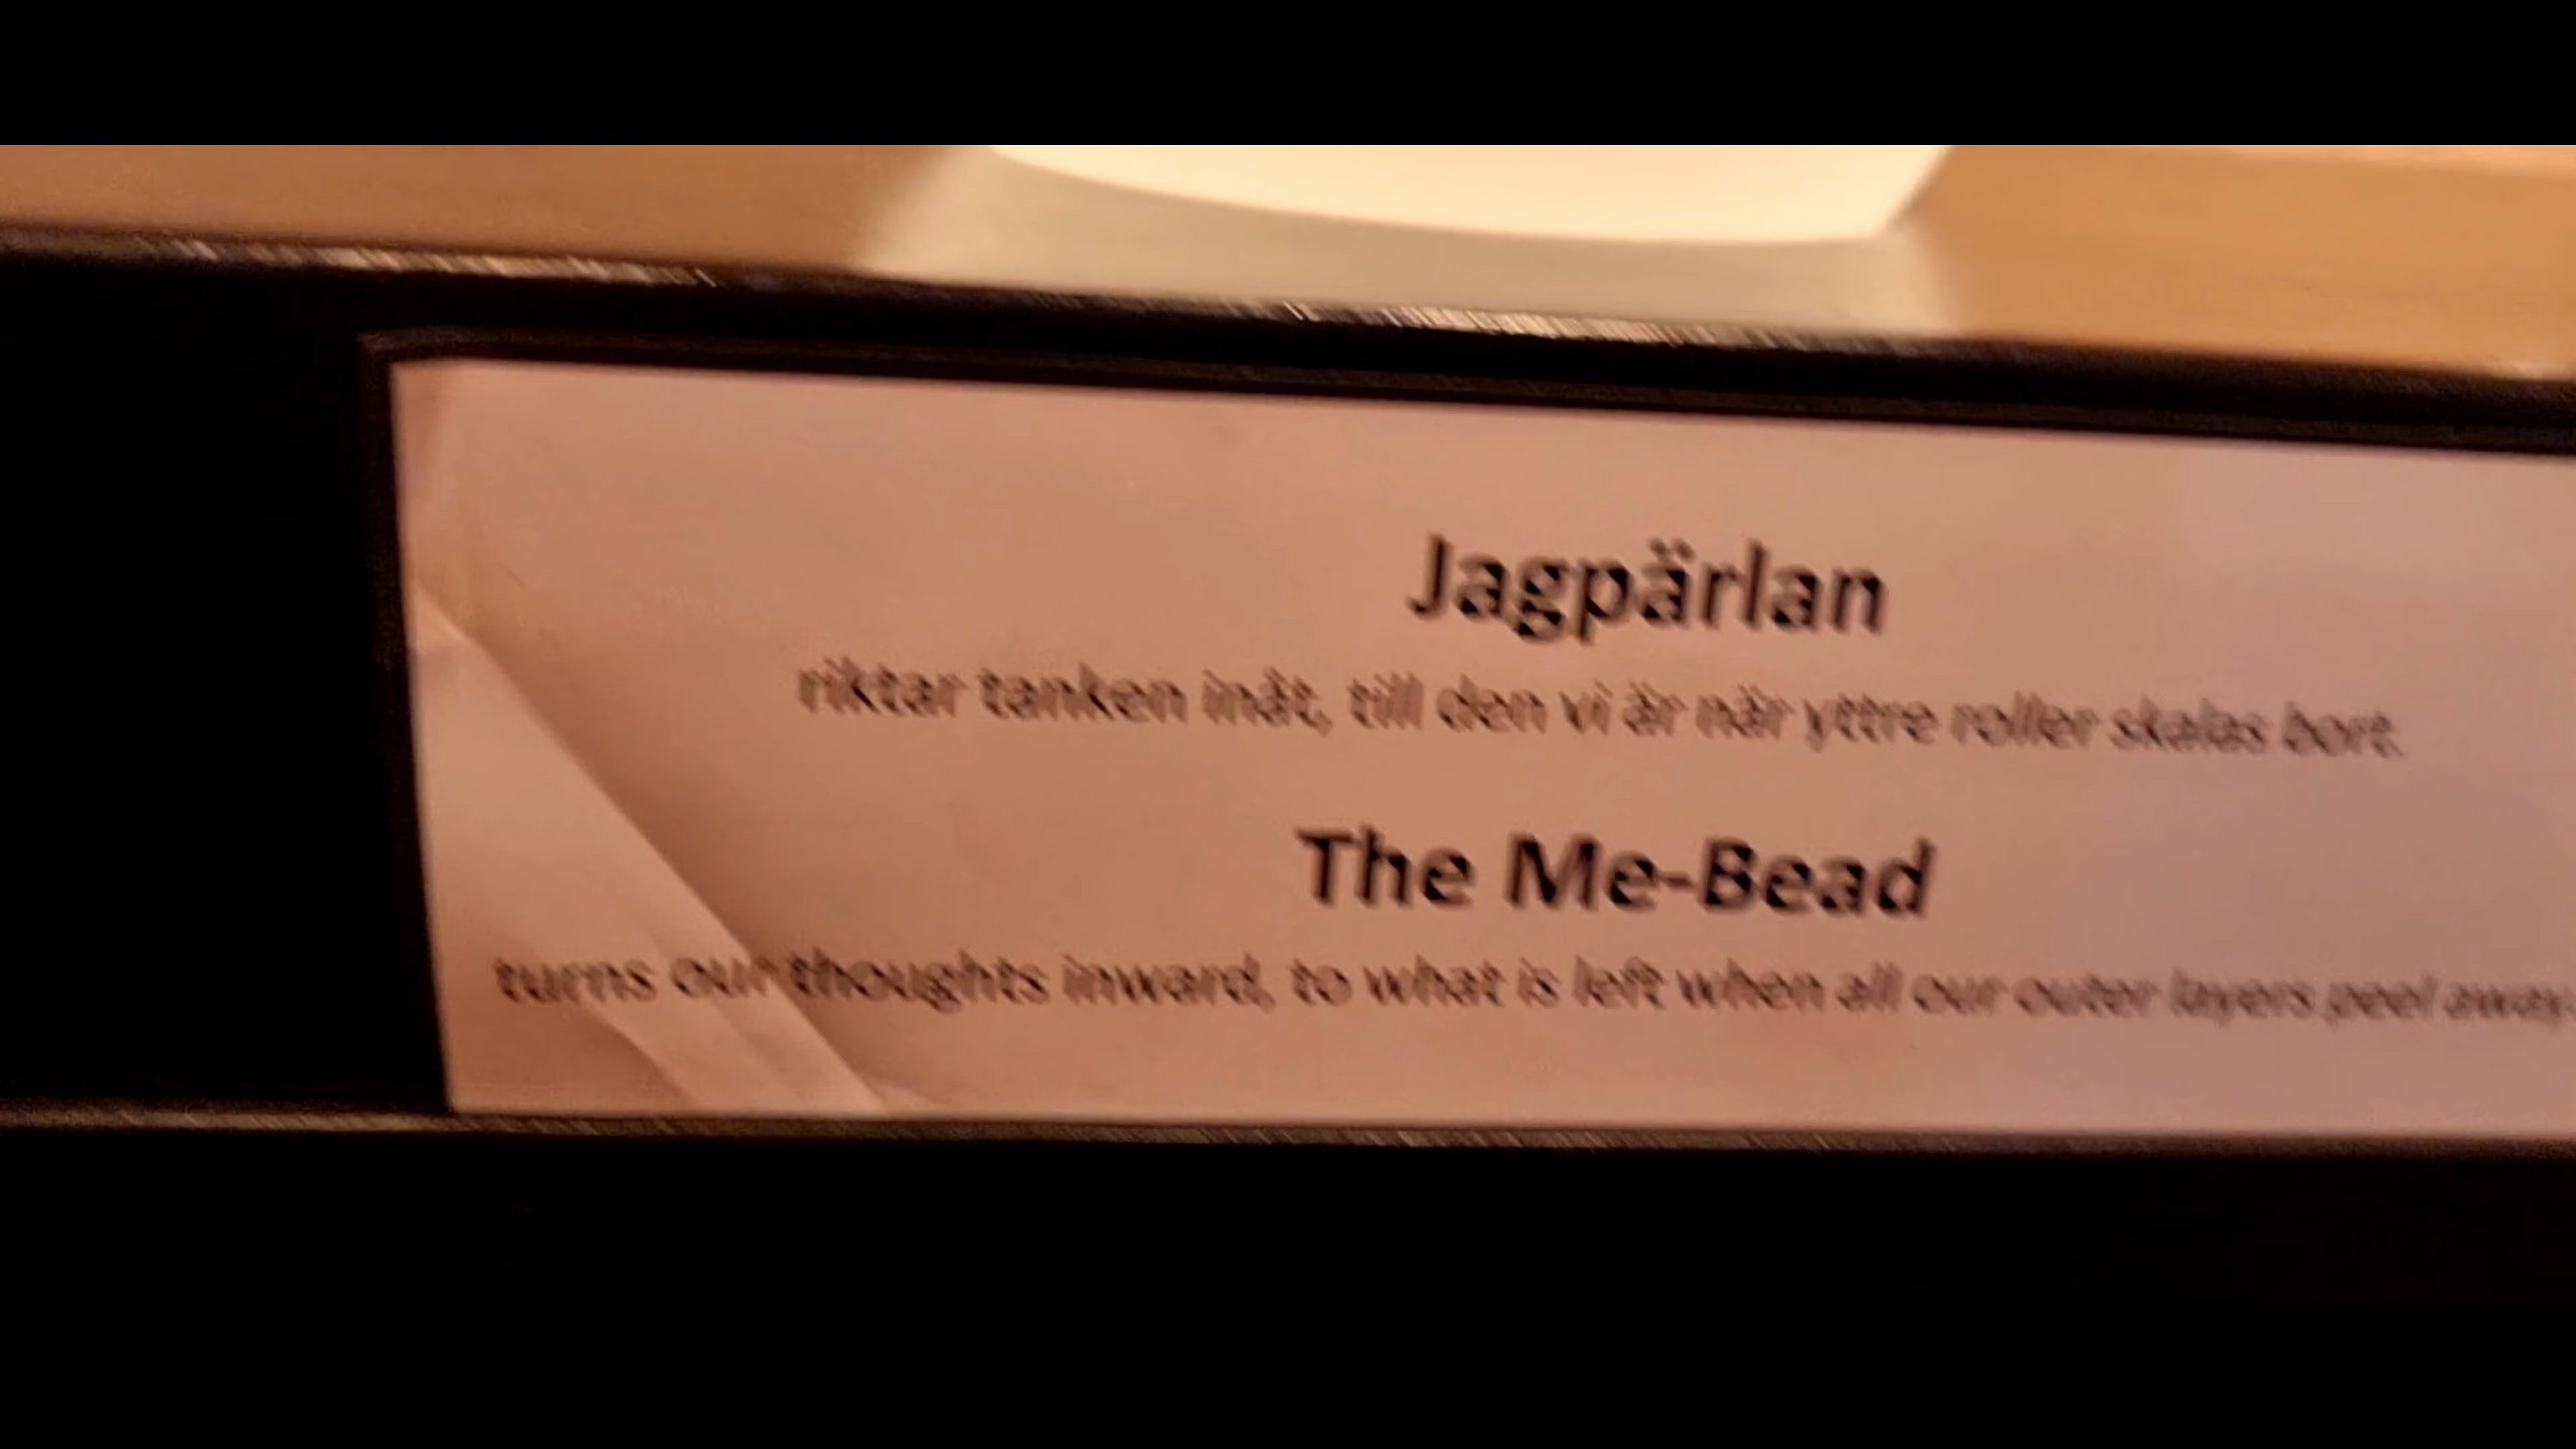 Jagpärlan
riktar tanken inåt, till den vi är när yttre roller skalas bort.
The Me-Bead
turns our thoughts inward, to what is left when all our outer layers peel away